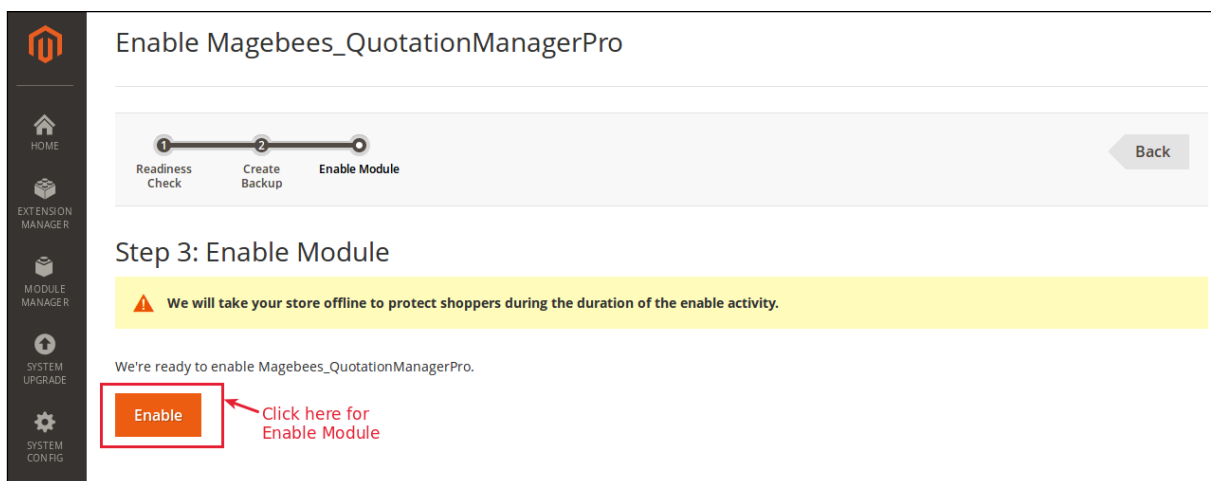 Enable Magebees_QuotationManagerPro
HOME
EXTENSION
MANAGER
MODULE
MANAGER
SYSTEM
UPGRADE
SYSTEM
CONFIG
1 2
Readiness
Check
Create
Backup
Enable Module
Back
Step 3: Enable Module
We will take your store offline to protect shoppers during the duration of the enable activity.
We're ready to enable Magebees_QuotationManagerPro.
Enable
Click here for
Enable Module